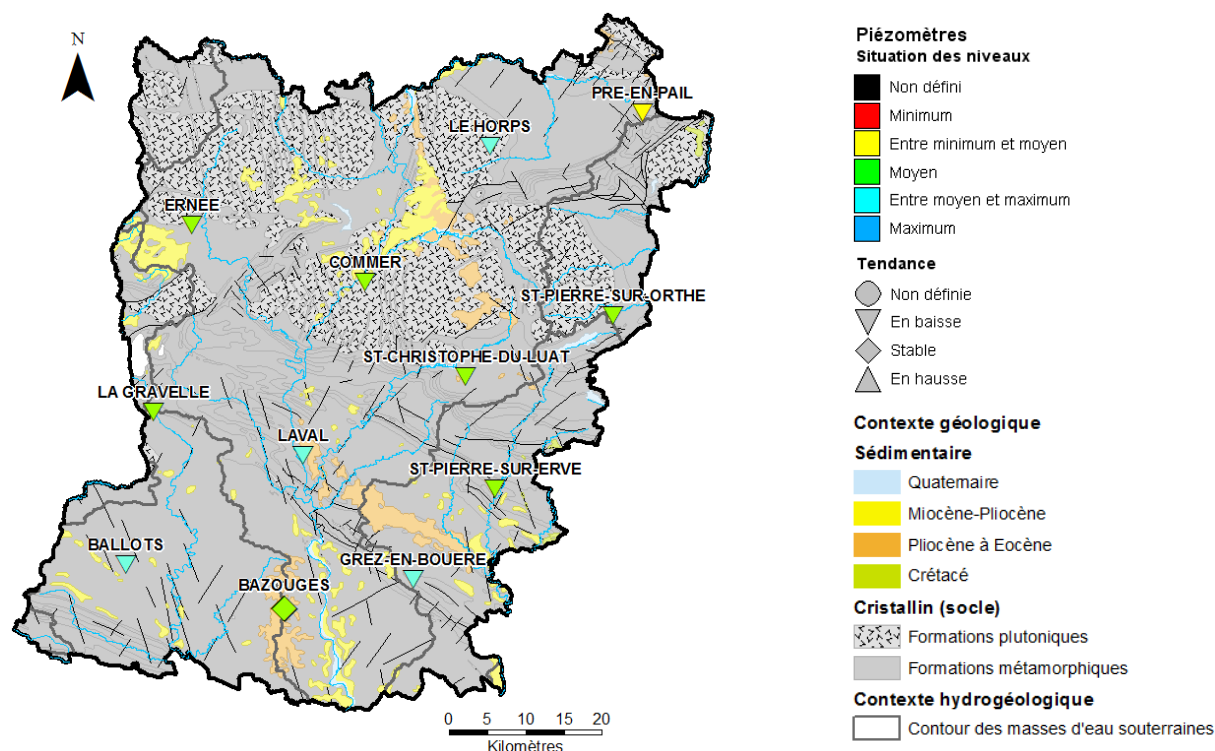 N
PRE-EN-PAIL
LE HORPS
ERNEE
COMMER
ST-PIERRE-SUR-ORTHE
ST-CHRISTOPHE-DU-LUAT
LA GRAVELLE
LAVAL
ST-PIERRE-SUR-ERVE
BALLOTS
GREZ-EN-BOUERE
BAZOUGES
0 5 10 15 20
Kilomètres
Piézomètres
Situation des niveaux
Non défini
Minimum
Entre minimum et moyen
Moyen
Entre moyen et maximum
Maximum
Tendance
Non définie
En baisse
Stable
En hausse
Contexte géologique
Sédimentaire
Quaternaire
Miocène-Pliocène
Pliocène à Eocène
Crétacé
Cristallin (socle)
Formations plutoniques
Formations métamorphiques
Contexte hydrogéologique
Contour des masses d'eau souterraines